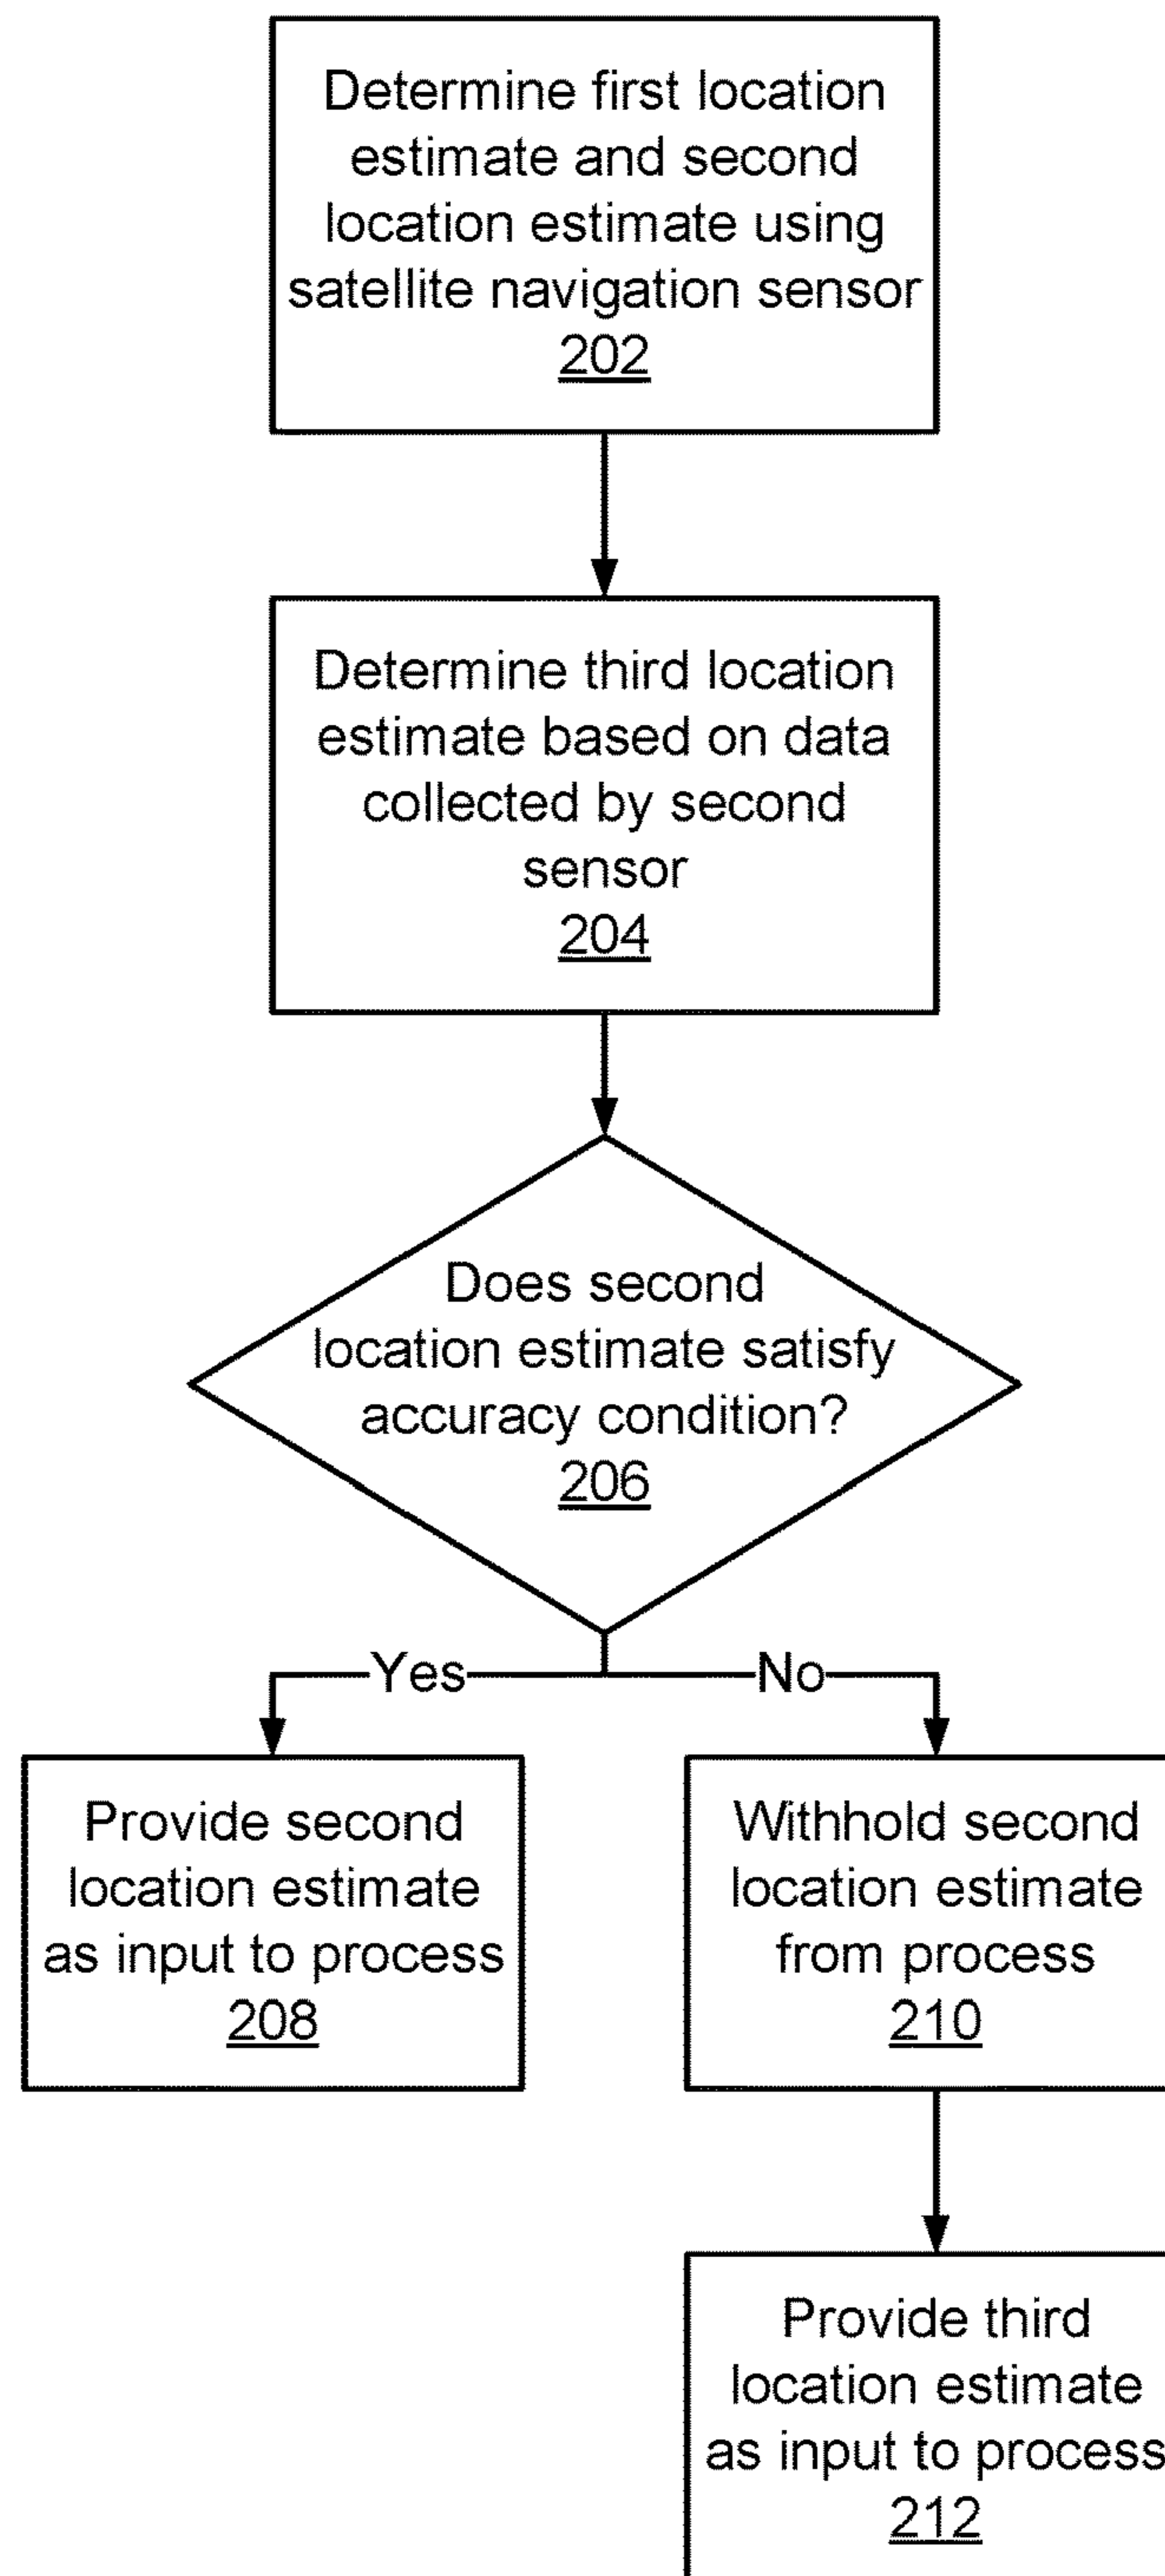 Determine first location
estimate and second
location estimate using
satellite navigation sensor
202
Determine third location
estimate based on data
collected by second
sensor
204
Does second
location estimate satisfy
accuracy condition?
206
Yes
No
Provide second
location estimate
as input to process
208
Withhold second
location estimate
from process
210
Provide third
location estimate
as input to process
212